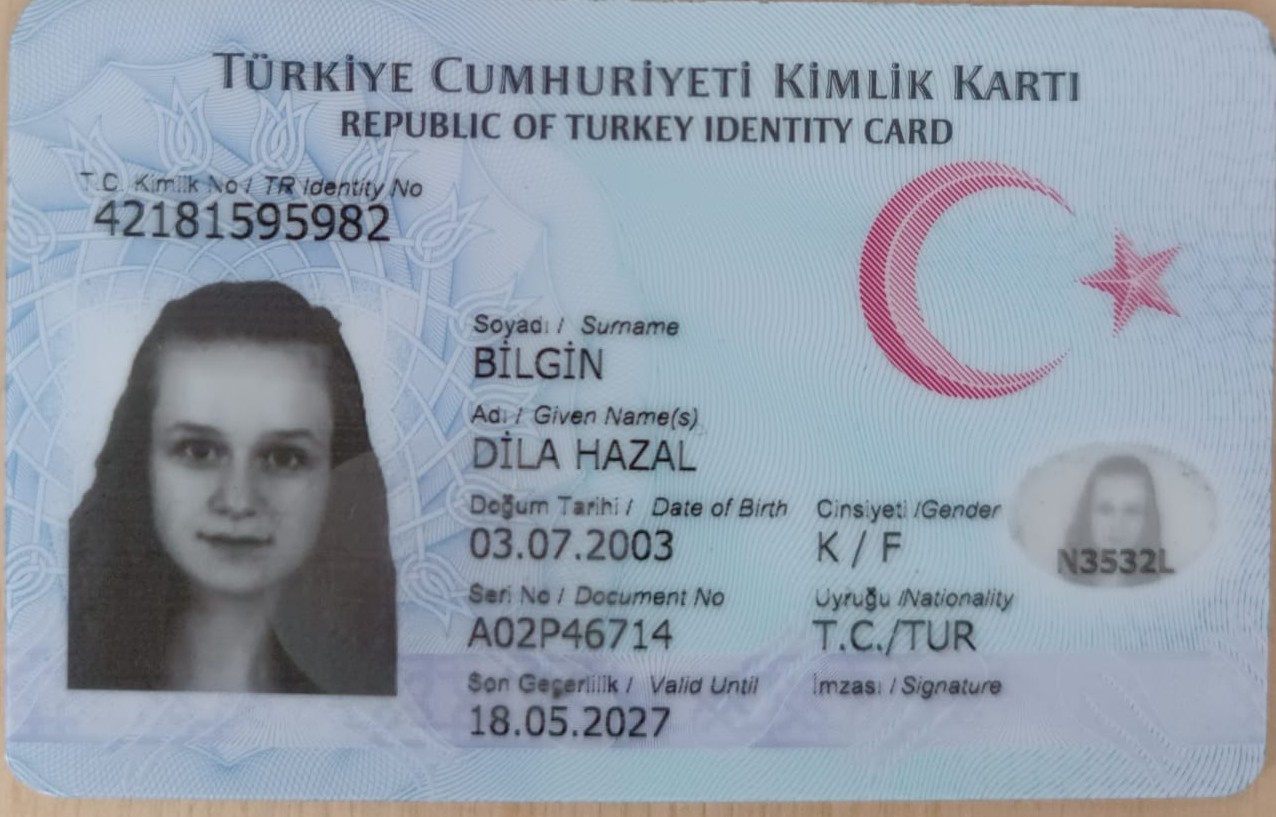 TÜRKİYE CUMHURİYETİ KİMLİK KARTI
REPUBLIC OF TURKEY IDENTITY CARD
T.C. Kimlik No / TR Identity No
42181595982
Soyadı / Surname
BİLGİN
Adı / Given Name(s)
DİLA HAZAL
Doğum Tarihi / Date of Birth Cinsiyeti /Gender
03.07.2003 K / F
N3532L
Seri No / Document No Uyruğu /Nationality
A02P46714 T.C./TUR
Son Geçerlilik / Valid Until İmzası / Signature
18.05.2027